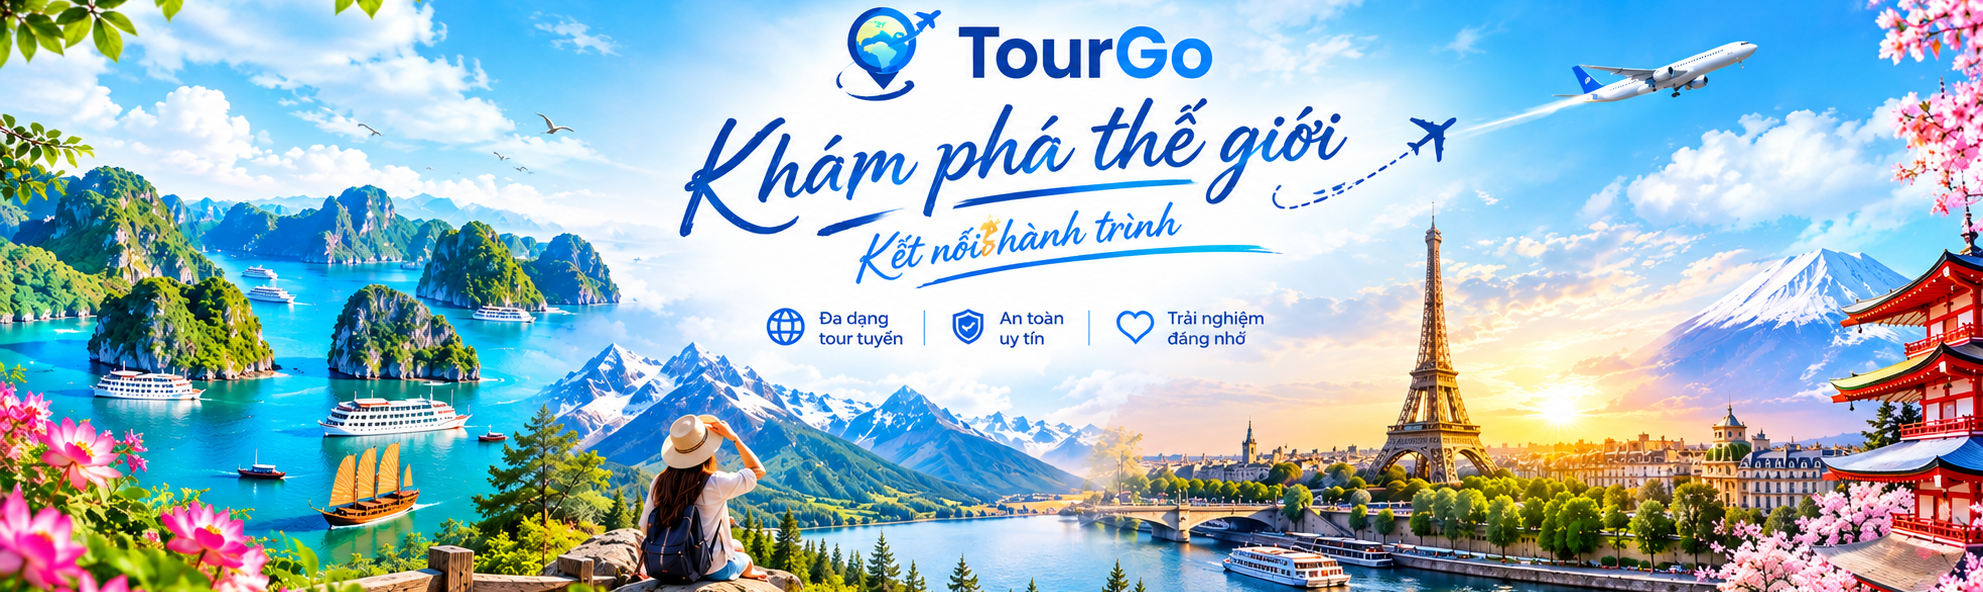 TourGo
Khám phá thế giới
Kết nối hành trình
Đa dạng
tour tuyến
An toàn
uy tín
Trải nghiệm
đáng nhớ